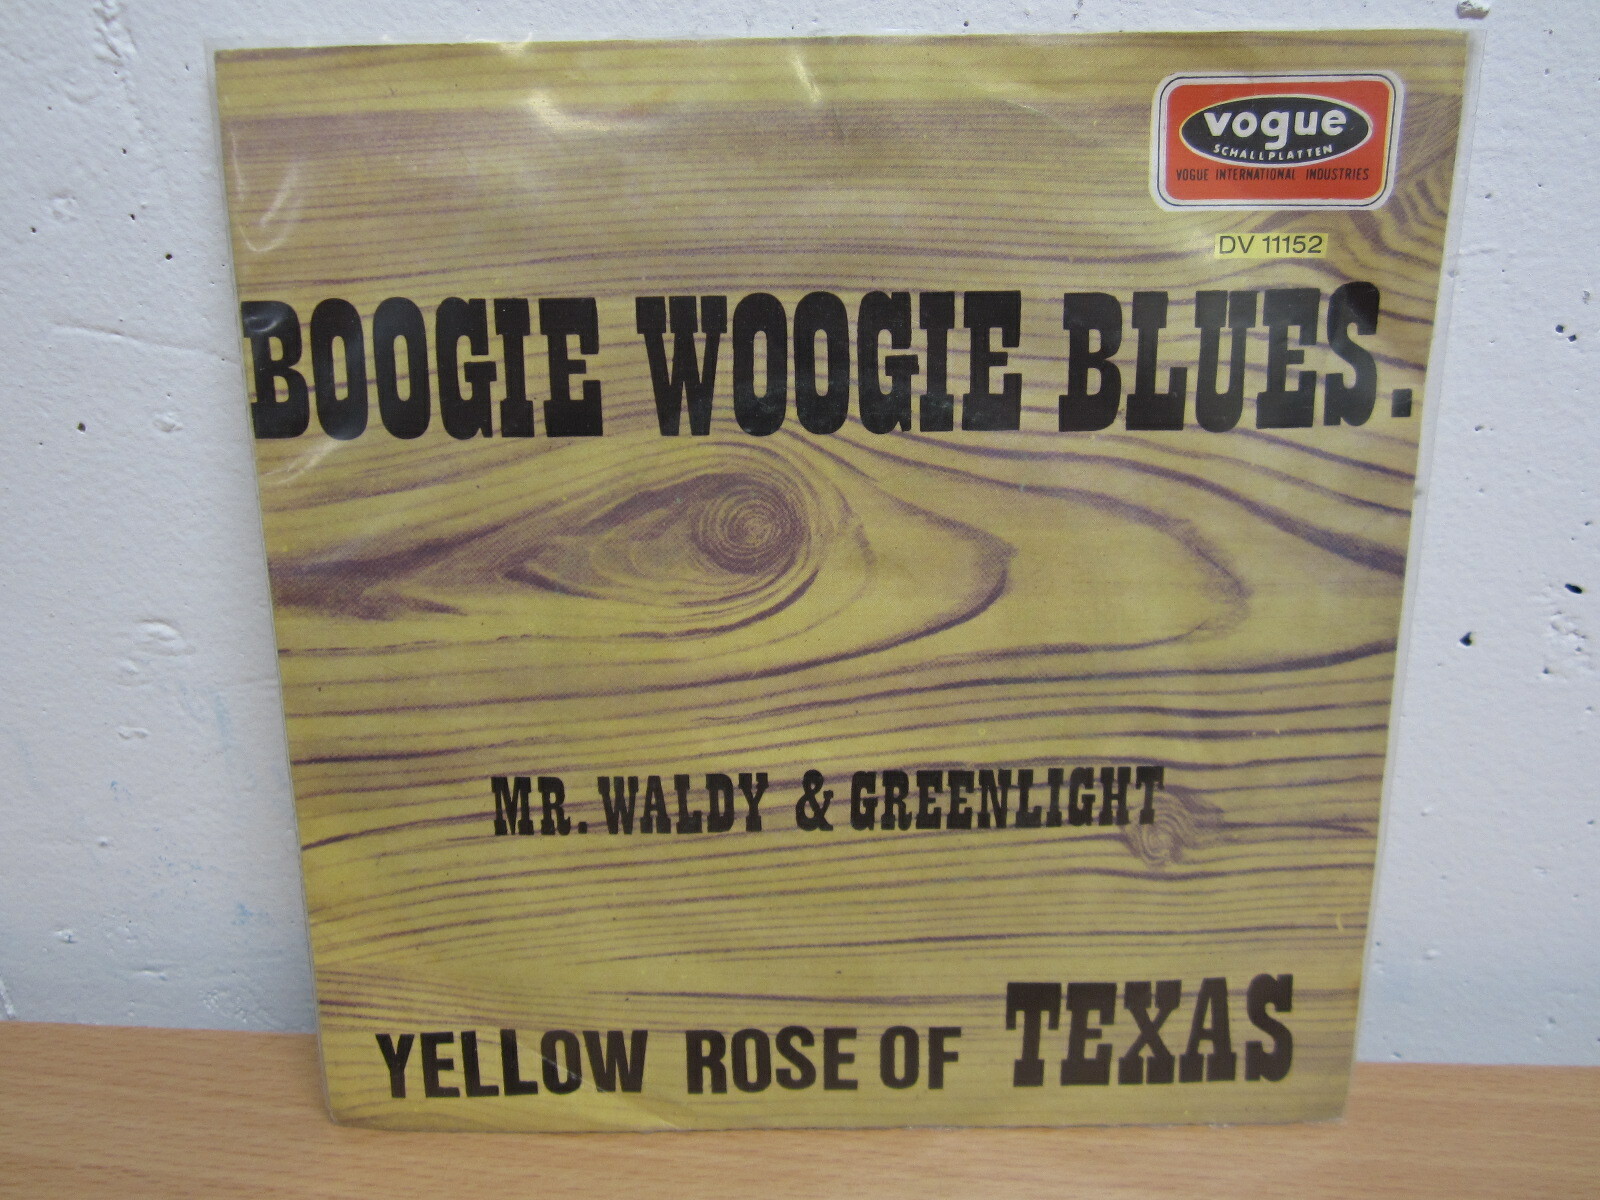 vogue
SCHALLPLATTEN
VOGUE INTERNATIONAL INDUSTRIES
DV 11152
BOOGIE WOOGIE BLUES.
MR. WALDY & GREENLIGHT
YELLOW ROSE OF TEXAS